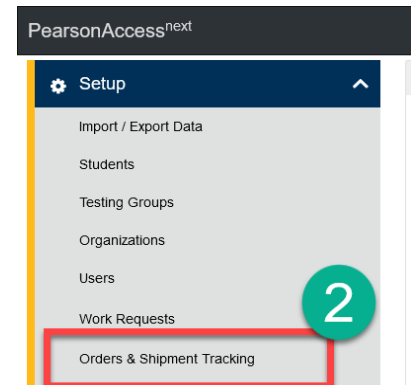 PearsonAccessnext
Setup
Import / Export Data
Students
Testing Groups
Organizations
Users
Work Requests
2
Orders & Shipment Tracking